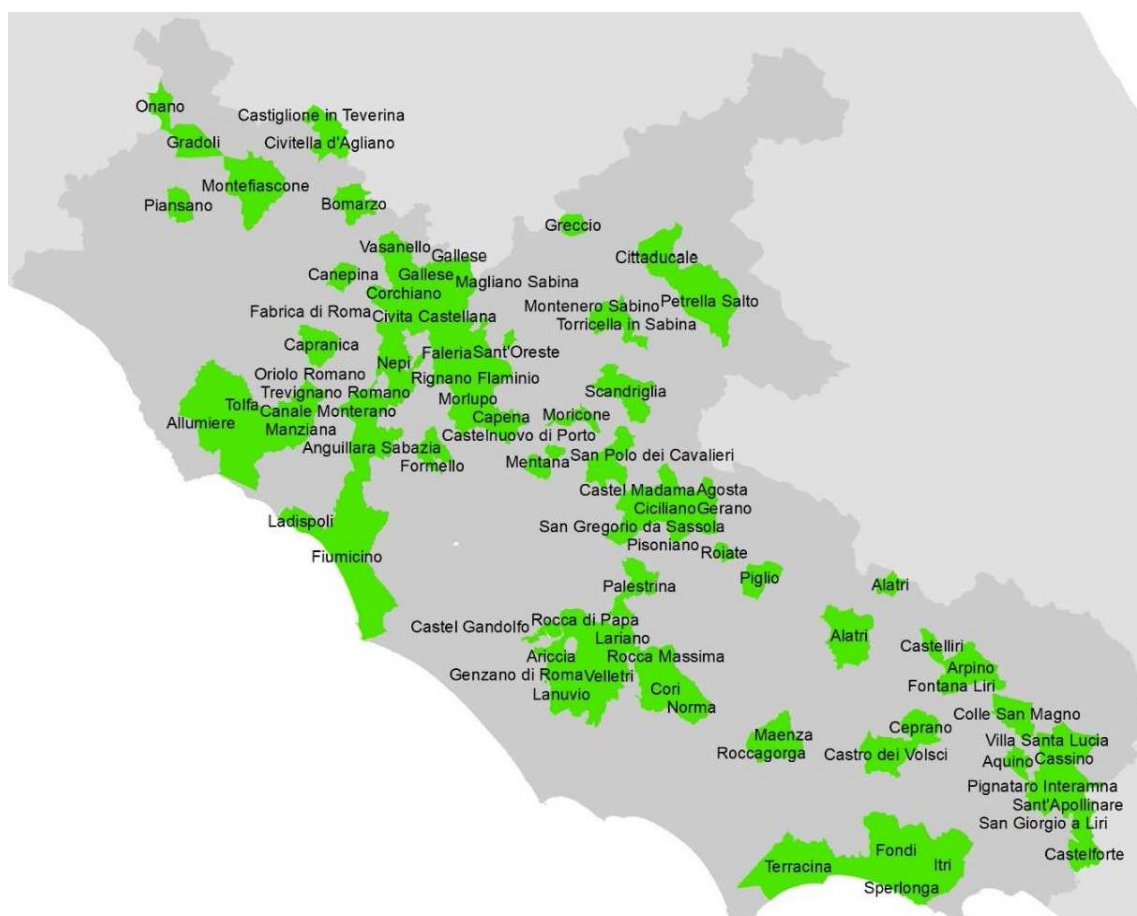 Onano
Castiglione in Teverina
Gradoli
Civitella d'Agliano
Montefiascone
Piansano
Bomarzo
Greccio
Vasanello
Gallese
Cittaducale
Canepina
Gallese
Magliano Sabina
Corchiano
Petrella Salto
Montenero Sabino
Fabrica di Roma
Civita Castellana
Torricella in Sabina
Capranica
Faleria
Sant'Oreste
Nepi
Oriolo Romano
Rignano Flaminio
Trevignano Romano
Scandriglia
Tolfa
Morlupo
Canale Monterano
Allumiere
Capena
Moricone
Manziana
Castelnuovo di Porto
Anguillara Sabazia
San Polo dei Cavalieri
Formello
Mentana
Castel Madama
Agosta
Ciciliano
Gerano
Ladispoli
San Gregorio da Sassola
Fiumicino
Pisoniano
Roiate
Piglio
Palestrina
Alatri
Rocca di Papa
Castel Gandolfo
Lariano
Alatri
Castelliri
Ariccia
Rocca Massima
Arpino
Genzano di Roma
Velletri
Fontana Liri
Lanuvio
Cori
Norma
Colle San Magno
Ceprano
Maenza
Villa Santa Lucia
Roccagorga
Castro dei Volsci
Aquino
Cassino
Pignataro Interamna
Sant'Apollinare
San Giorgio a Liri
Fondi
Castelforte
Terracina
Itri
Sperlonga